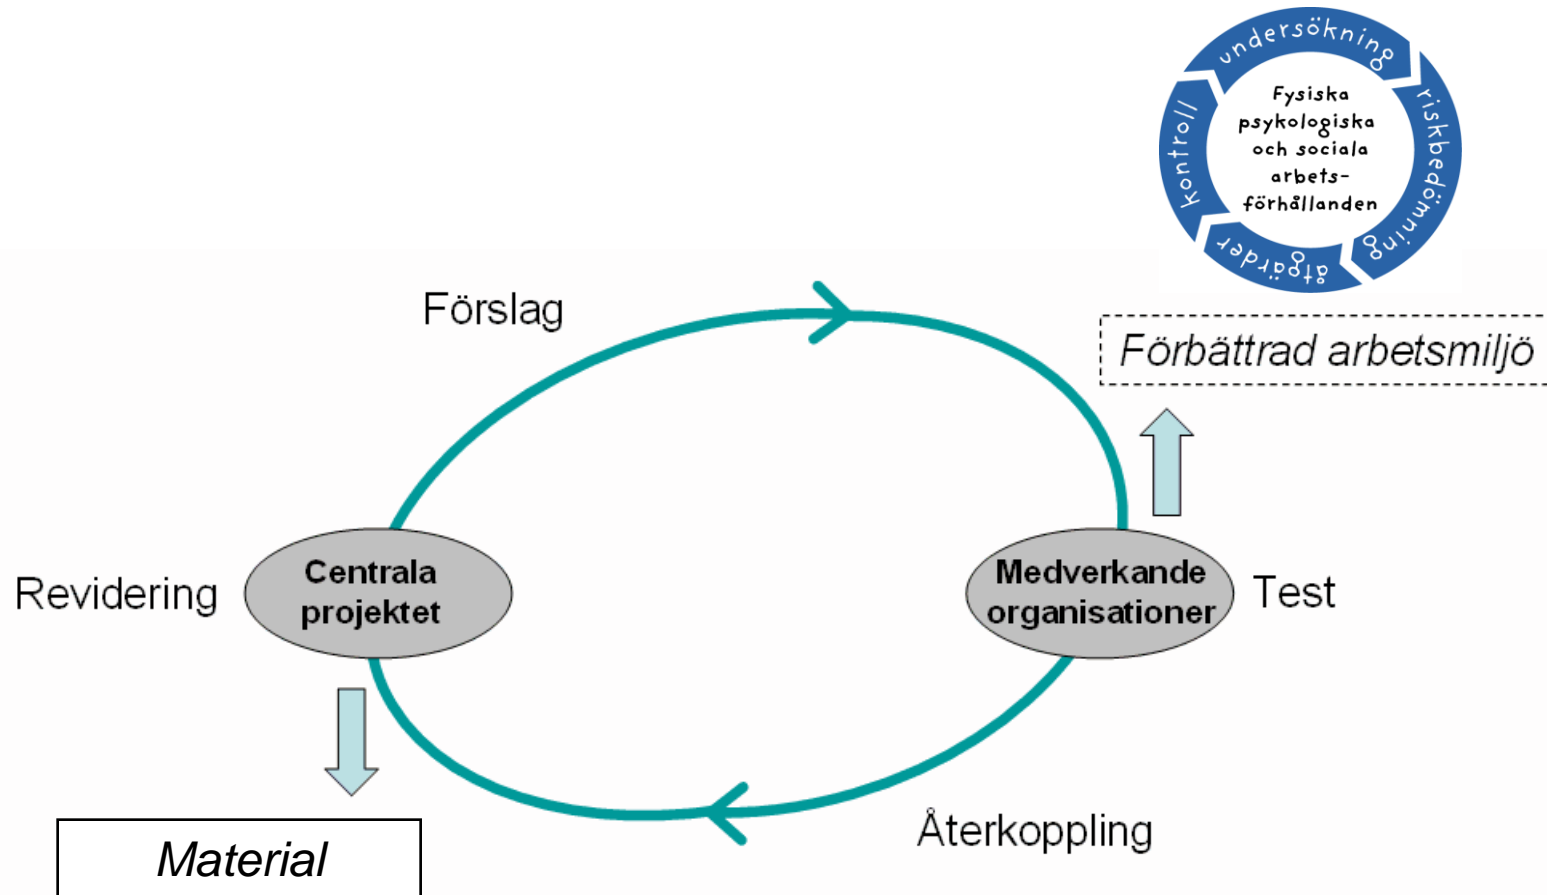 undersökning
riskbedömning
åtgärder
kontroll
Fysiska
psykologiska
och sociala
arbets-
förhållanden
Förslag
Förbättrad arbetsmiljö
Revidering
Centrala
projektet
Medverkande
organisationer
Test
Återkoppling
Material